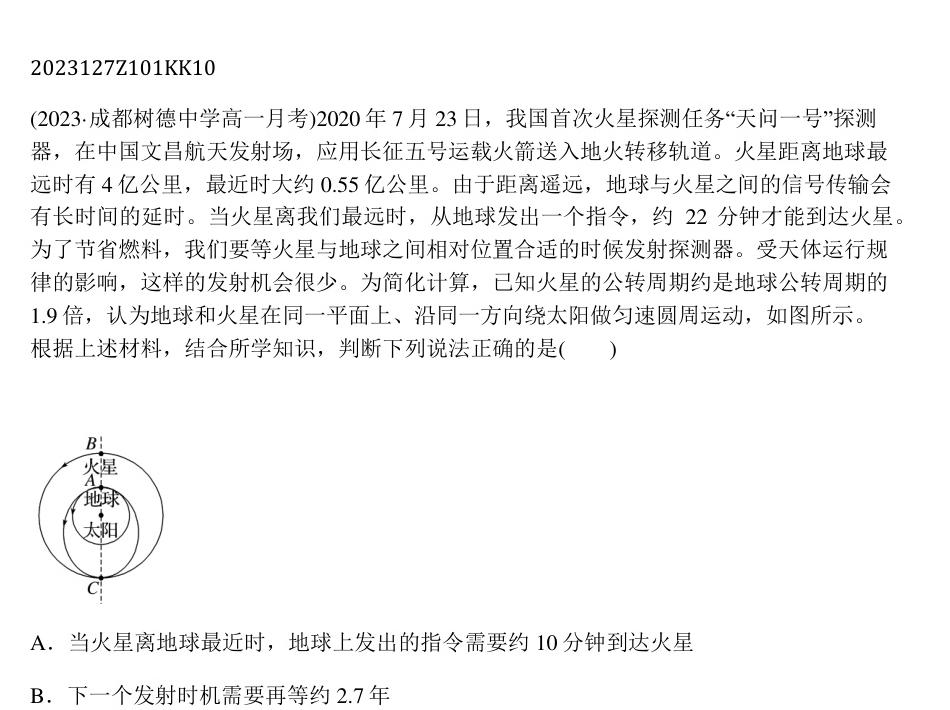 2023127Z101KK10
(2023·成都树德中学高一月考)2020 年 7 月 23 日，我国首次火星探测任务“天问一号”探测
器，在中国文昌航天发射场，应用长征五号运载火箭送入地火转移轨道。火星距离地球最
远时有 4 亿公里，最近时大约 0.55 亿公里。由于距离遥远，地球与火星之间的信号传输会
有长时间的延时。当火星离我们最远时，从地球发出一个指令，约 22 分钟才能到达火星。
为了节省燃料，我们要等火星与地球之间相对位置合适的时候发射探测器。受天体运行规
律的影响，这样的发射机会很少。为简化计算，已知火星的公转周期约是地球公转周期的
1.9 倍，认为地球和火星在同一平面上、沿同一方向绕太阳做匀速圆周运动，如图所示。
根据上述材料，结合所学知识，判断下列说法正确的是(　　)
B
火星
A
地球
太阳
C
A．当火星离地球最近时，地球上发出的指令需要约 10 分钟到达火星
B．下一个发射时机需要再等约 2.7 年